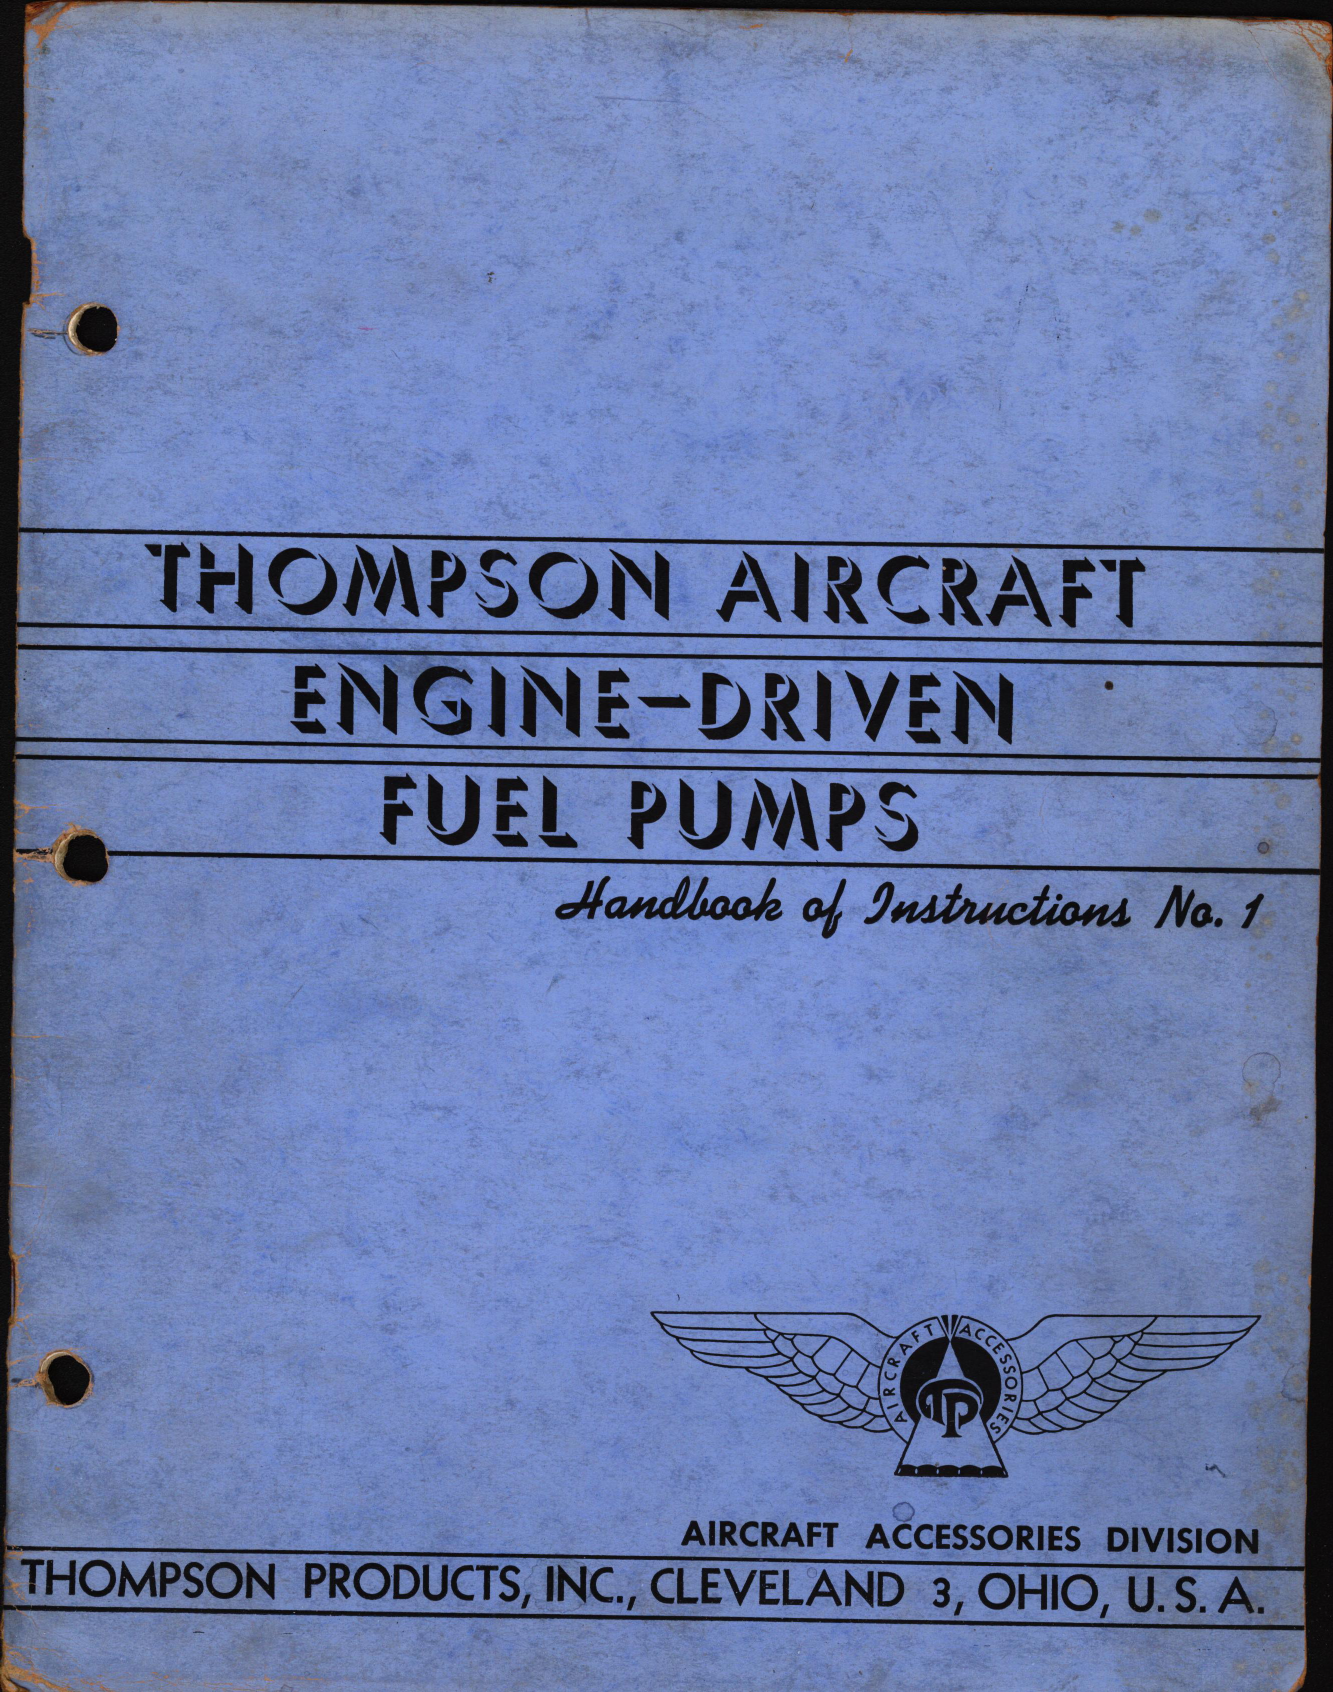 THOMPSON AIRCRAFT
ENGINE-DRIVEN
FUEL PUMPS
Handbook of Instructions No. 1
AIRCRAFT ACCESSORIES
TP
AIRCRAFT ACCESSORIES DIVISION
THOMPSON PRODUCTS, INC., CLEVELAND 3, OHIO, U. S. A.